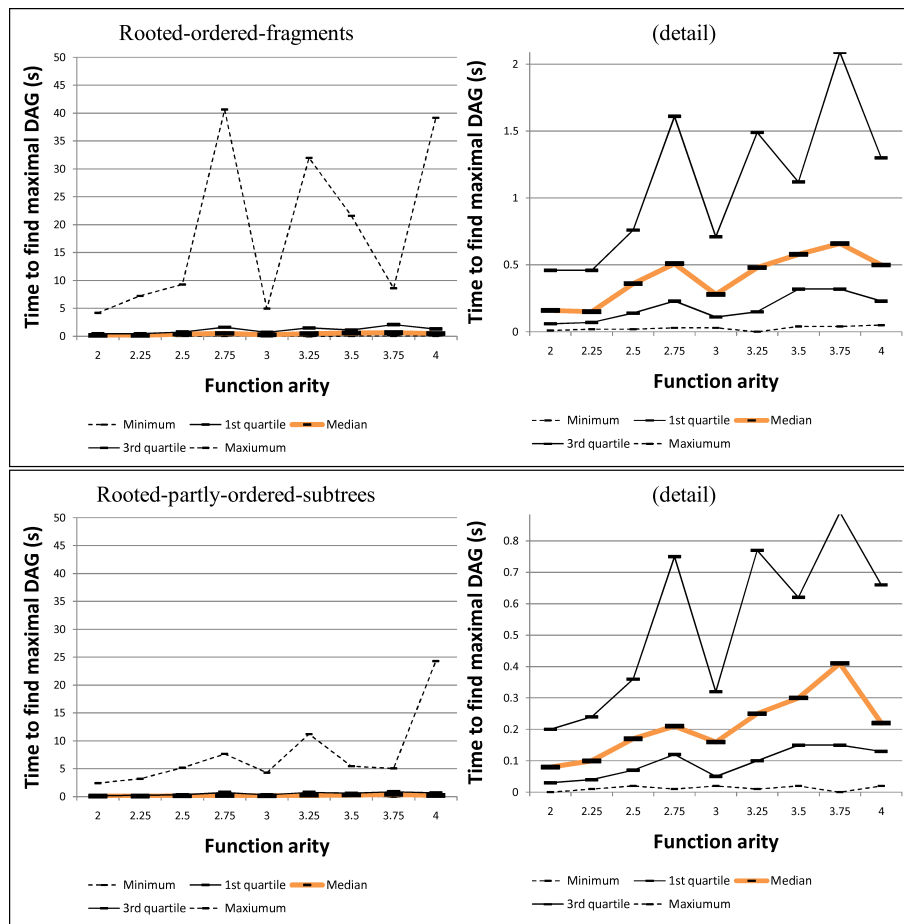 Rooted-ordered-fragments
Time to find maximal DAG (s)
50
45
40
35
30
25
20
15
10
5
0
2 2.25 2.5 2.75 3 3.25 3.5 3.75 4
Function arity
Minimum 1st quartile Median
3rd quartile Maxiumum
(detail)
Time to find maximal DAG (s)
2
1.5
1
0.5
0
2 2.25 2.5 2.75 3 3.25 3.5 3.75 4
Function arity
Minimum 1st quartile Median
3rd quartile Maxiumum
Rooted-partly-ordered-subtrees
Time to find maximal DAG (s)
50
45
40
35
30
25
20
15
10
5
0
2 2.25 2.5 2.75 3 3.25 3.5 3.75 4
Function arity
Minimum 1st quartile Median
3rd quartile Maxiumum
(detail)
Time to find maximal DAG (s)
0.8
0.7
0.6
0.5
0.4
0.3
0.2
0.1
0
2 2.25 2.5 2.75 3 3.25 3.5 3.75 4
Function arity
Minimum 1st quartile Median
3rd quartile Maxiumum